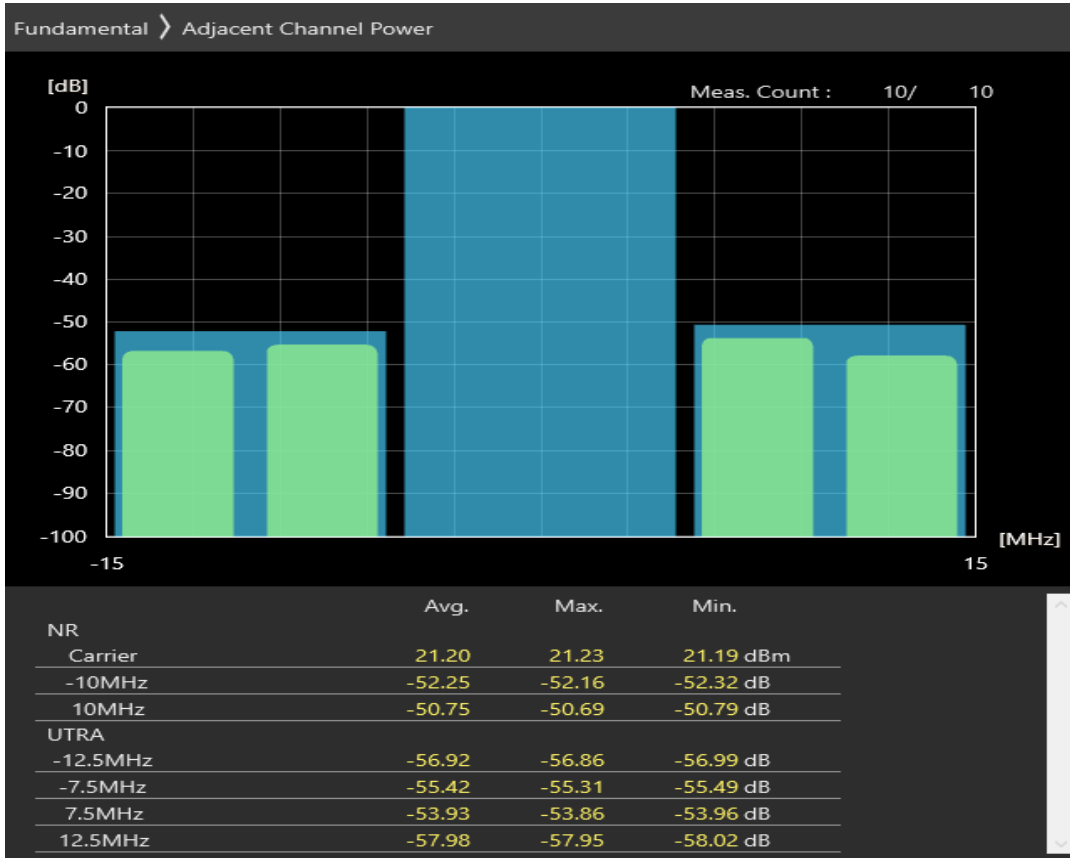 Fundamental ❯ Adjacent Channel Power
[dB]
Meas. Count : 10/ 10
0
-10
-20
-30
-40
-50
-60
-70
-80
-90
-100
[MHz]
-15 15
Avg. Max. Min.
NR
Carrier 21.20 21.23 21.19 dBm
-10MHz -52.25 -52.16 -52.32 dB
10MHz -50.75 -50.69 -50.79 dB
UTRA
-12.5MHz -56.92 -56.86 -56.99 dB
-7.5MHz -55.42 -55.31 -55.49 dB
7.5MHz -53.93 -53.86 -53.96 dB
12.5MHz -57.98 -57.95 -58.02 dB